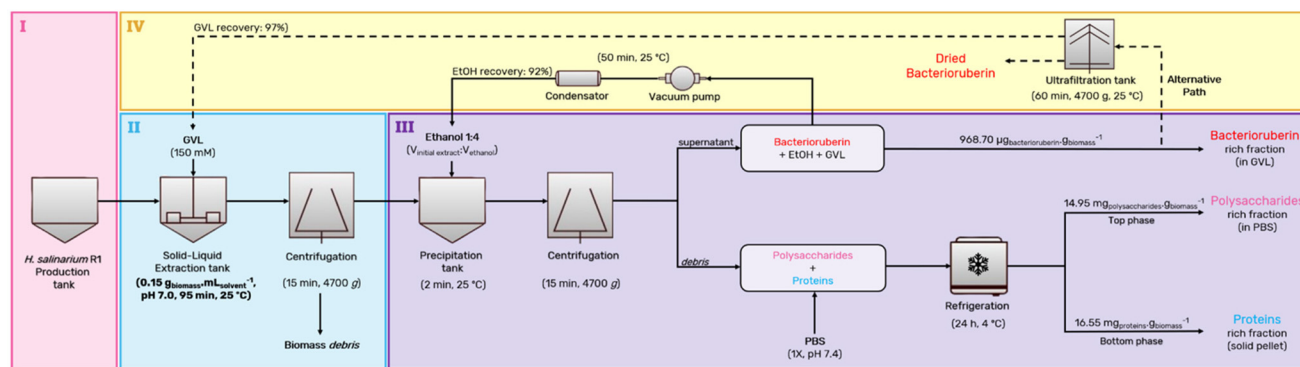 I
IV
GVL recovery: 97%)
(50 min, 25 °C)
EtOH recovery: 92%)
Condensator
Vacuum pump
Dried
Bacterioruberin
Ultrafiltration tank
(60 min, 4700 g, 25 °C)
Alternative
Path
II
GVL
(150 mM)
III
Ethanol 1:4
(Vinitial extract:Vethanol)
supernatant
Bacterioruberin
+ EtOH + GVL
968.70 µgbacterioruberin.gbiomass-1
Bacterioruberin
rich fraction
(in GVL)
H. salinarium R1
Production
tank
Solid-Liquid
Extraction tank
(0.15 gbiomass.mLsolvent-1,
pH 7.0, 95 min, 25 °C)
Centrifugation
(15 min, 4700 g)
Biomass debris
Precipitation
tank
(2 min, 25 °C)
Centrifugation
(15 min, 4700 g)
debris
Polysaccharides
+
Proteins
PBS
(1X, pH 7.4)
Refrigeration
(24 h, 4 °C)
14.95 mgpolysaccharides.gbiomass-1
Top phase
Polysaccharides
rich fraction
(in PBS)
16.55 mgproteins.gbiomass-1
Bottom phase
Proteins
rich fraction
(solid pellet)